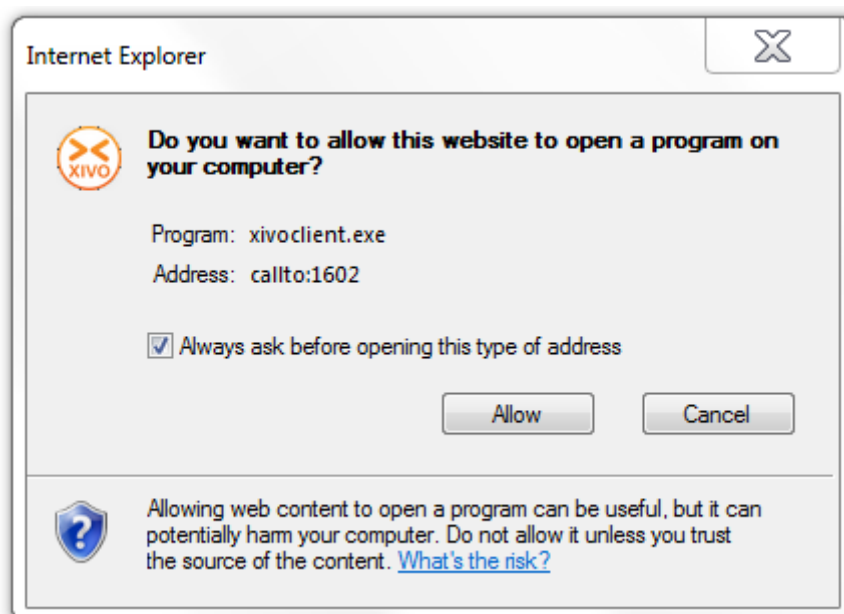 Internet Explorer
Do you want to allow this website to open a program on
your computer?
XIVO
Program: xivoclient.exe
Address: callto:1602
Always ask before opening this type of address
Allow Cancel
Allowing web content to open a program can be useful, but it can
potentially harm your computer. Do not allow it unless you trust
the source of the content. What's the risk?